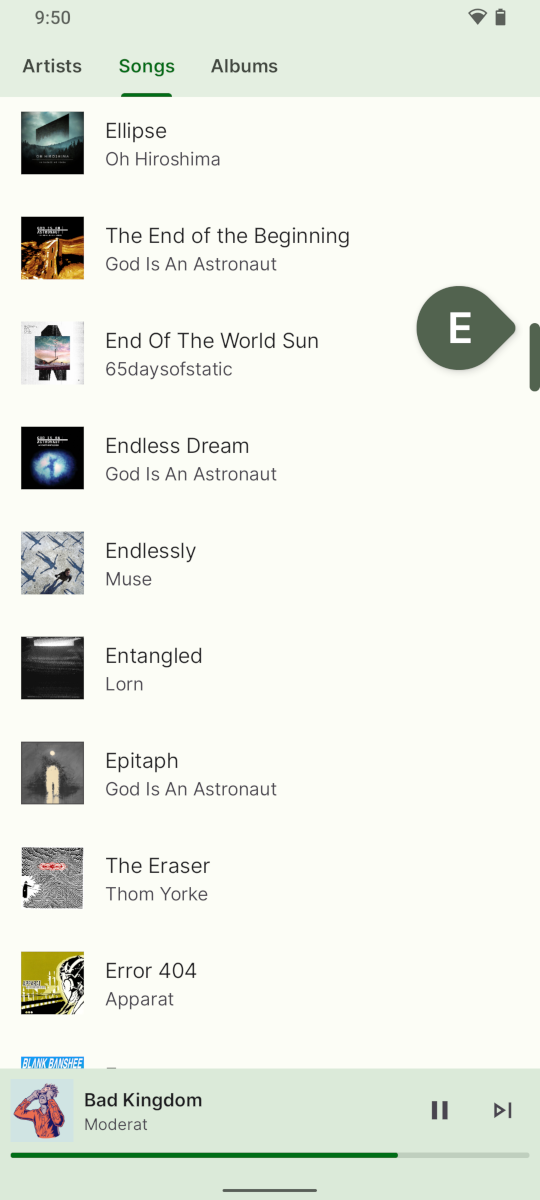 9:50
Artists Songs Albums
Ellipse
Oh Hiroshima
The End of the Beginning
God Is An Astronaut
E
End Of The World Sun
65daysofstatic
Endless Dream
God Is An Astronaut
Endlessly
Muse
Entangled
Lorn
Epitaph
God Is An Astronaut
The Eraser
Thom Yorke
Error 404
Apparat
BLANK BANSHEE
Bad Kingdom
Moderat